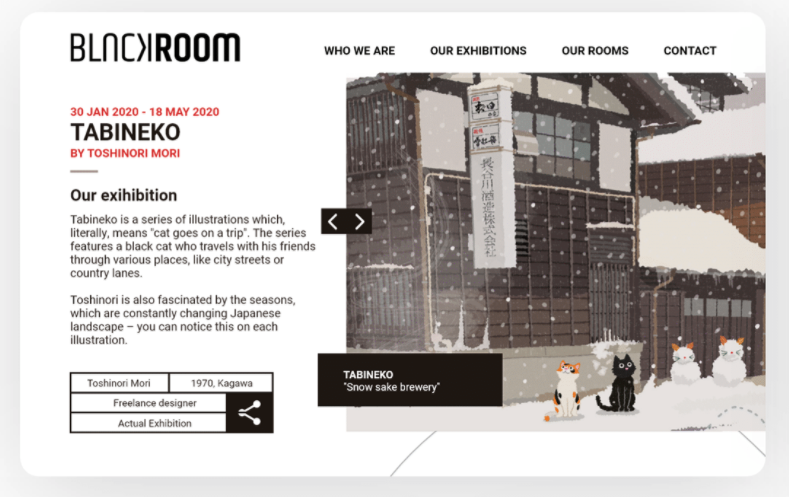 BLACKROOM
WHO WE ARE
OUR EXHIBITIONS
OUR ROOMS
CONTACT
30 JAN 2020 - 18 MAY 2020
TABINEKO
BY TOSHINORI MORI
Our exihibition
Tabineko is a series of illustrations which,
literally, means "cat goes on a trip". The series
features a black cat who travels with his friends
through various places, like city streets or
country lanes.
Toshinori is also fascinated by the seasons,
which are constantly changing Japanese
landscape – you can notice this on each
illustration.
Toshinori Mori
1970, Kagawa
Freelance designer
Actual Exhibition
長谷川酒造株式会社
TABINEKO
"Snow sake brewery"